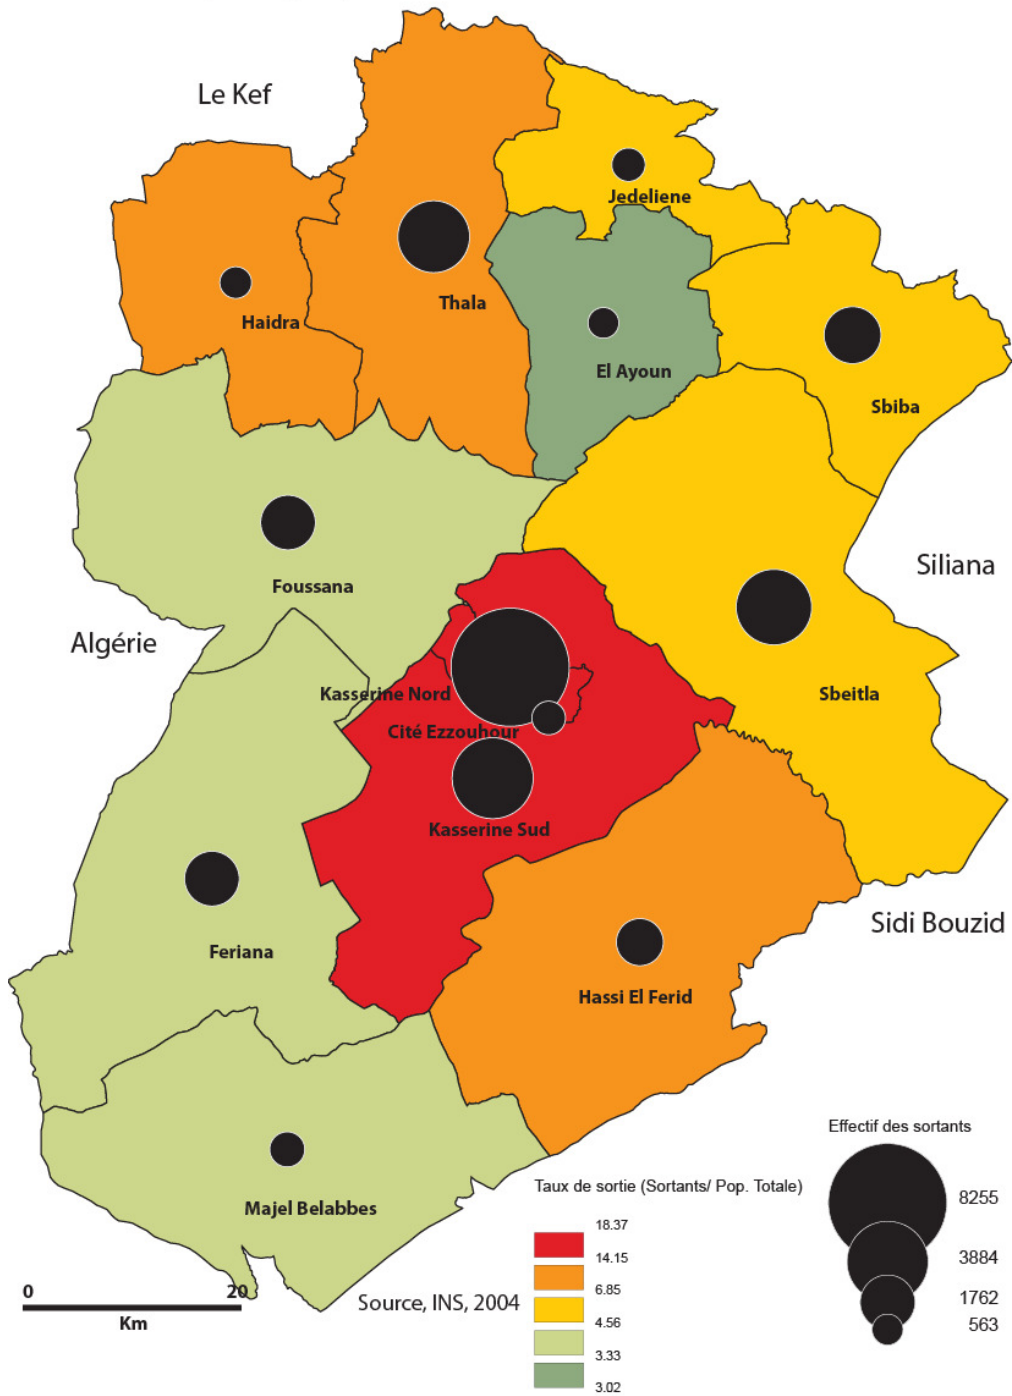 Le Kef
Jedeliene
Thala
Haidra
El Ayoun
Sbiba
Siliana
Foussana
Algérie
Kasserine Nord
Sbeitla
Cité Ezzouhour
Kasserine Sud
Sidi Bouzid
Feriana
Hassi El Ferid
Majel Belabbes
Effectif des sortants
8255
3884
1762
563
Taux de sortie (Sortants/ Pop. Totale)
18.37
14.15
6.85
4.56
3.33
3.02
0 20
Km
Source, INS, 2004